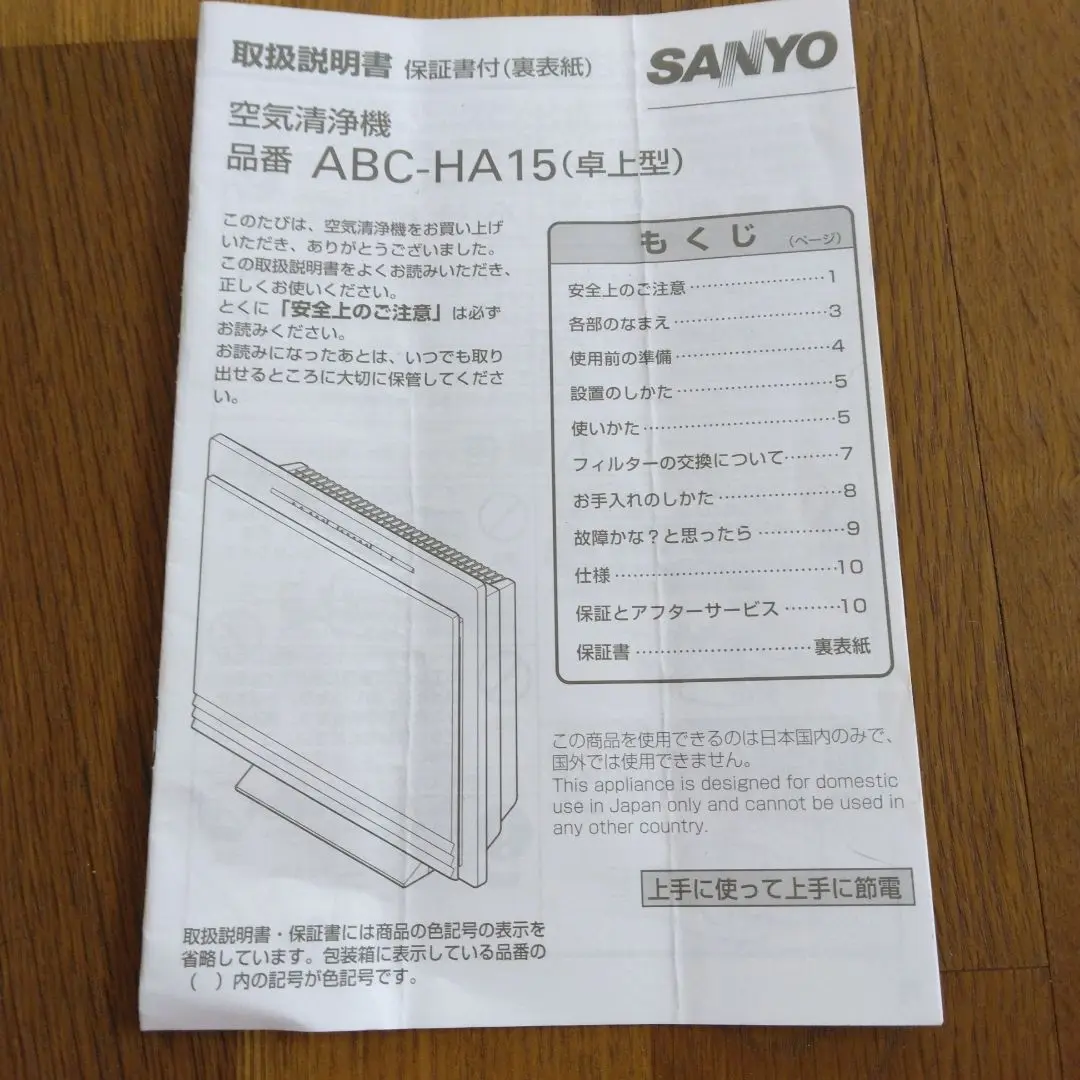 取扱説明書 保証書付(裏表紙)
SANYO
空気清浄機
品番 ABC-HA15(卓上型)
このたびは、空気清浄機をお買い上げ
いただき、ありがとうございました。
この取扱説明書をよくお読みいただき、
正しくお使いください。
とくに「安全上のご注意」は必ず
お読みください。
お読みになったあとは、いつでも取り
出せるところに大切に保管してくださ
い。
もくじ (ページ)
安全上のご注意……………………1
各部のなまえ………………………3
使用前の準備………………………4
設置のしかた………………………5
使いかた……………………………5
フィルターの交換について………7
お手入れのしかた…………………8
故障かな?と思ったら……………9
仕様…………………………………10
保証とアフターサービス…………10
保証書………………………裏表紙
この商品を使用できるのは日本国内のみで、
国外では使用できません。
This appliance is designed for domestic
use in Japan only and cannot be used in
any other country.
上手に使って上手に節電
取扱説明書・保証書には商品の色記号の表示を
省略しています。包装箱に表示している品番の
( )内の記号が色記号です。